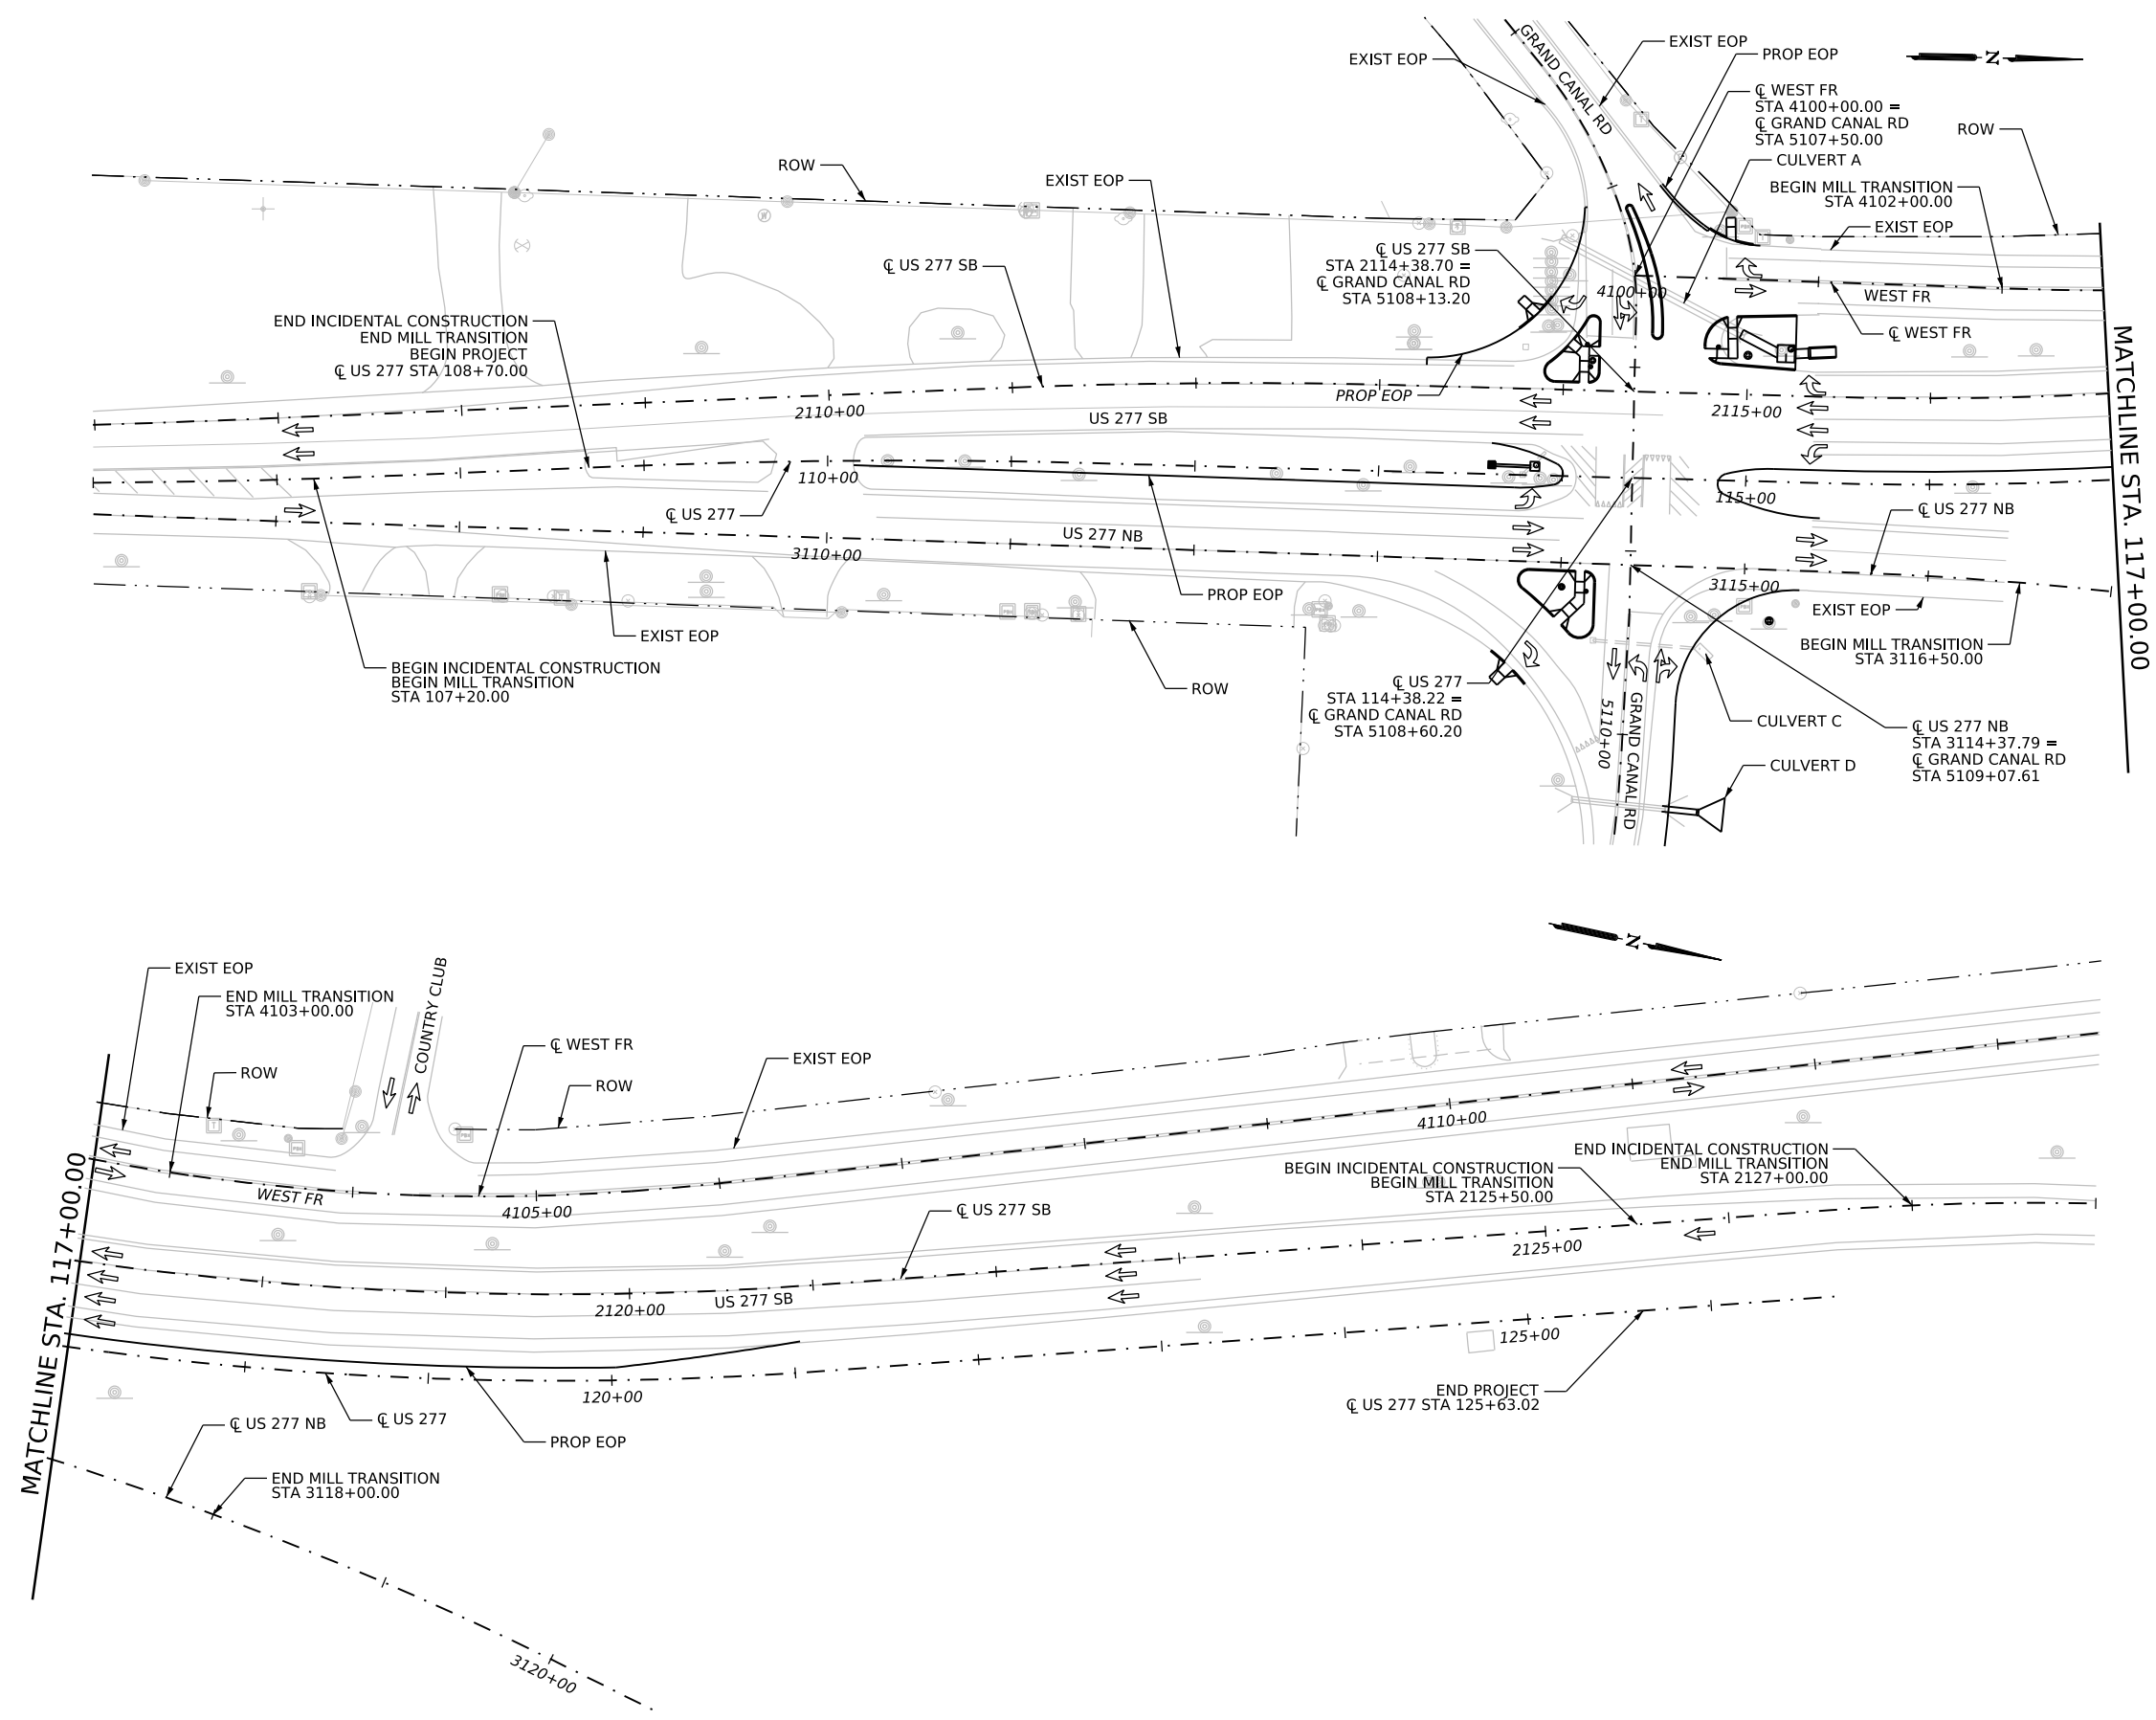 EXIST EOP
GRAND CANAL RD
EXIST EOP
PROP EOP
N
℄ WEST FR
STA 4100+00.00 =
℄ GRAND CANAL RD
STA 5107+50.00
ROW
CULVERT A
BEGIN MILL TRANSITION
STA 4102+00.00
EXIST EOP
ROW
EXIST EOP
℄ US 277 SB
℄ US 277 SB
STA 2114+38.70 =
℄ GRAND CANAL RD
STA 5108+13.20
4100+00
WEST FR
℄ WEST FR
END INCIDENTAL CONSTRUCTION
END MILL TRANSITION
BEGIN PROJECT
℄ US 277 STA 108+70.00
MATCHLINE STA. 117+00.00
2110+00
US 277 SB
PROP EOP
2115+00
110+00
115+00
℄ US 277
US 277 NB
℄ US 277 NB
3110+00
3115+00
PROP EOP
EXIST EOP
EXIST EOP
BEGIN MILL TRANSITION
STA 3116+50.00
BEGIN INCIDENTAL CONSTRUCTION
BEGIN MILL TRANSITION
STA 107+20.00
ROW
℄ US 277
STA 114+38.22 =
℄ GRAND CANAL RD
STA 5108+60.20
5110+00
GRAND CANAL RD
CULVERT C
℄ US 277 NB
STA 3114+37.79 =
℄ GRAND CANAL RD
STA 5109+07.61
CULVERT D
N
EXIST EOP
END MILL TRANSITION
STA 4103+00.00
COUNTRY CLUB
℄ WEST FR
EXIST EOP
ROW
ROW
T
PBX
PBX
4110+00
WEST FR
4105+00
END INCIDENTAL CONSTRUCTION
END MILL TRANSITION
STA 2127+00.00
BEGIN INCIDENTAL CONSTRUCTION
BEGIN MILL TRANSITION
STA 2125+50.00
℄ US 277 SB
2125+00
2120+00
US 277 SB
125+00
MATCHLINE STA. 117+00.00
120+00
END PROJECT
℄ US 277 STA 125+63.02
℄ US 277 NB
℄ US 277
PROP EOP
END MILL TRANSITION
STA 3118+00.00
3120+00